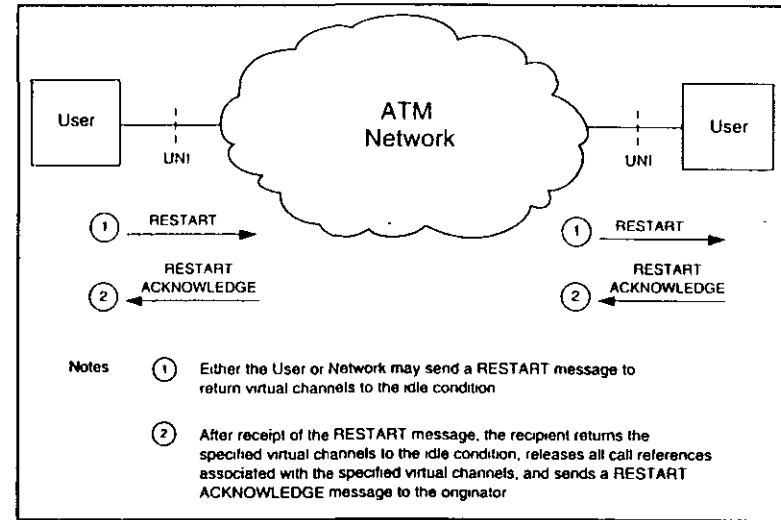 ATM
Network
User
User
UNI
UNI
1 RESTART
1 RESTART
RESTART
ACKNOWLEDGE
2
RESTART
ACKNOWLEDGE
2
Notes
1 Either the User or Network may send a RESTART message to
return virtual channels to the idle condition
2 After receipt of the RESTART message, the recipient returns the
specified virtual channels to the idle condition, releases all call references
associated with the specified virtual channels, and sends a RESTART
ACKNOWLEDGE message to the originator